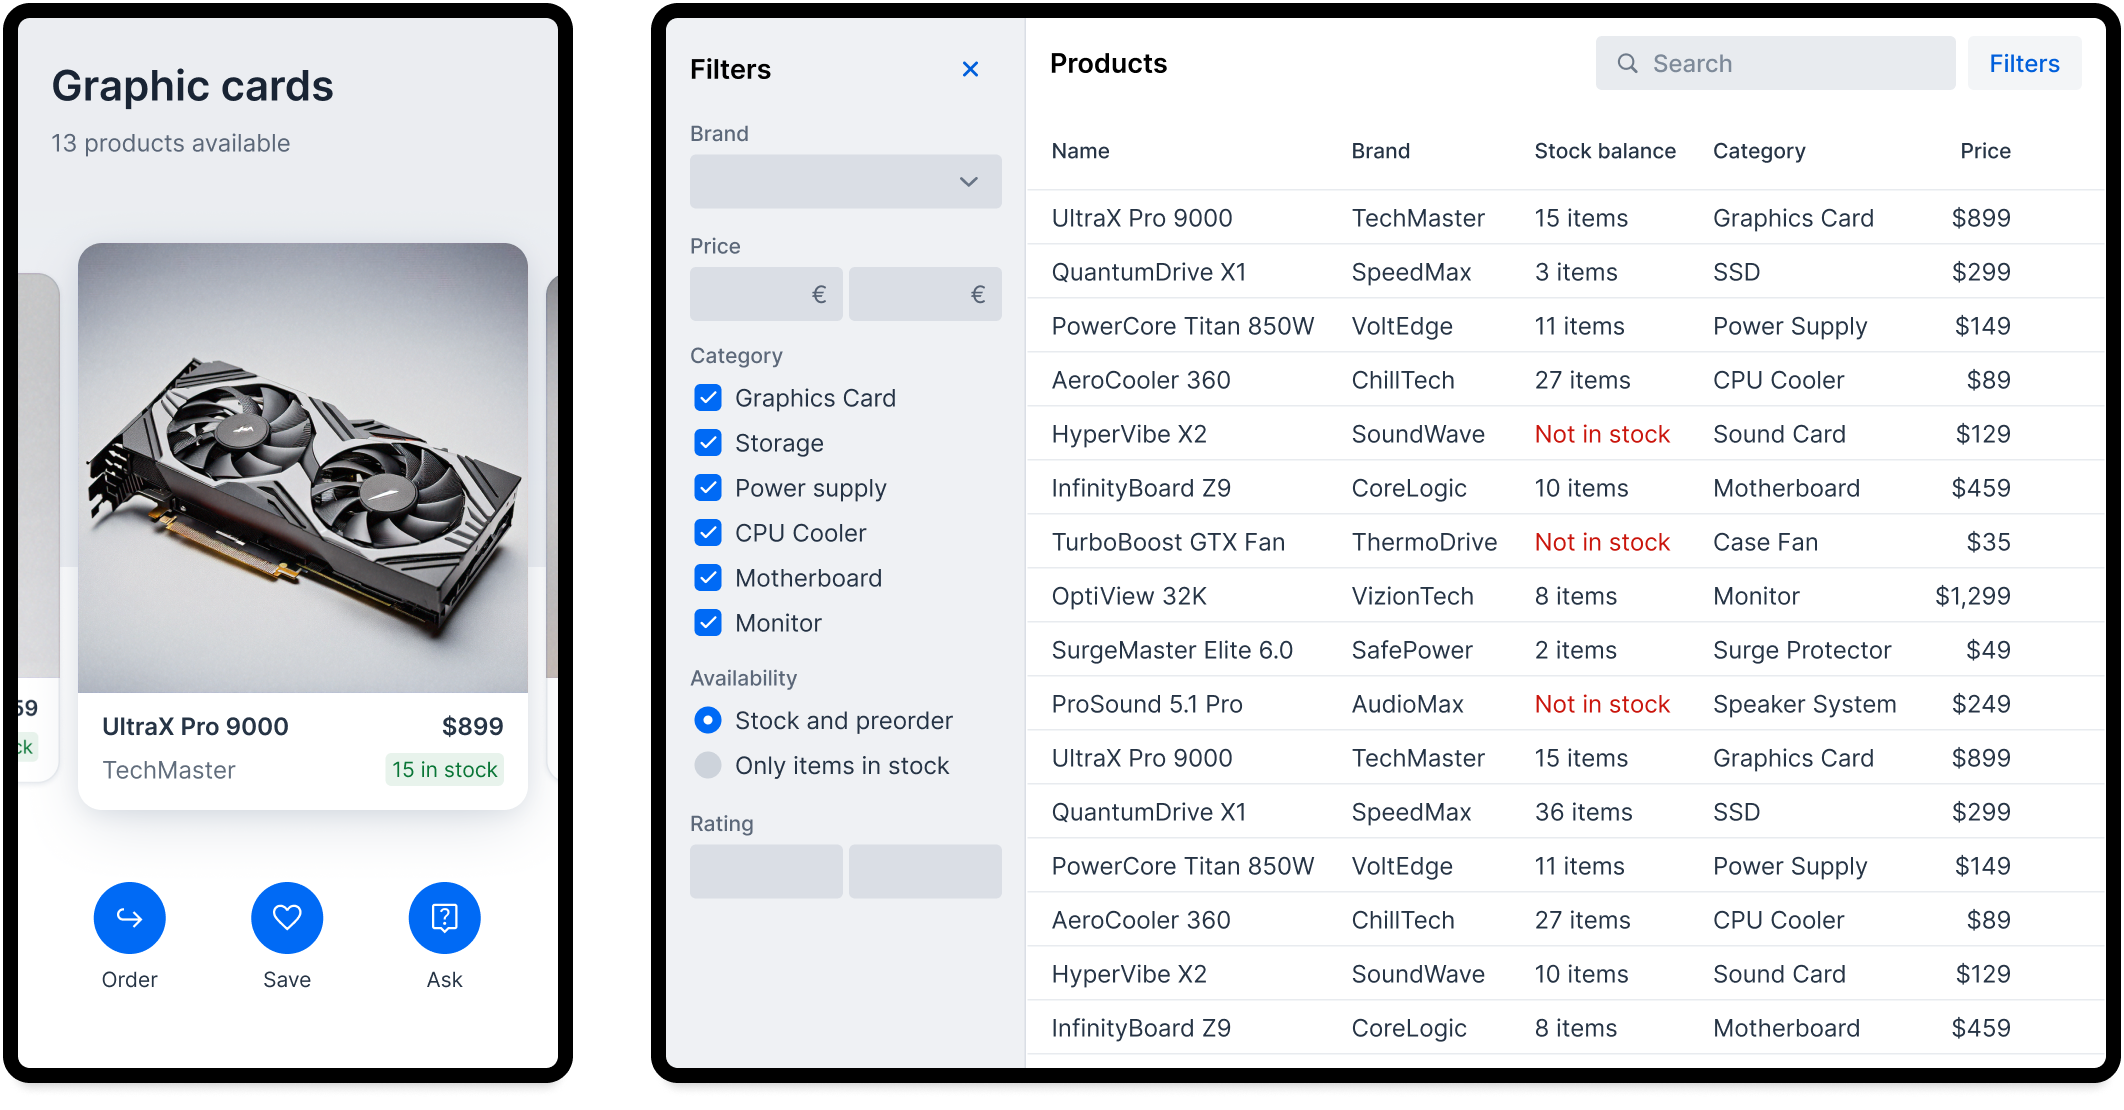 Graphic cards
13 products available
59
ck
UltraX Pro 9000 $899
TechMaster 15 in stock
Order Save Ask
Filters
Brand
Price
€ €
Category
Graphics Card
Storage
Power supply
CPU Cooler
Motherboard
Monitor
Availability
Stock and preorder
Only items in stock
Rating
Products Search Filters
Name Brand Stock balance Category Price
UltraX Pro 9000 TechMaster 15 items Graphics Card $899
QuantumDrive X1 SpeedMax 3 items SSD $299
PowerCore Titan 850W VoltEdge 11 items Power Supply $149
AeroCooler 360 ChillTech 27 items CPU Cooler $89
HyperVibe X2 SoundWave Not in stock Sound Card $129
InfinityBoard Z9 CoreLogic 10 items Motherboard $459
TurboBoost GTX Fan ThermoDrive Not in stock Case Fan $35
OptiView 32K VizionTech 8 items Monitor $1,299
SurgeMaster Elite 6.0 SafePower 2 items Surge Protector $49
ProSound 5.1 Pro AudioMax Not in stock Speaker System $249
UltraX Pro 9000 TechMaster 15 items Graphics Card $899
QuantumDrive X1 SpeedMax 36 items SSD $299
PowerCore Titan 850W VoltEdge 11 items Power Supply $149
AeroCooler 360 ChillTech 27 items CPU Cooler $89
HyperVibe X2 SoundWave 10 items Sound Card $129
InfinityBoard Z9 CoreLogic 8 items Motherboard $459